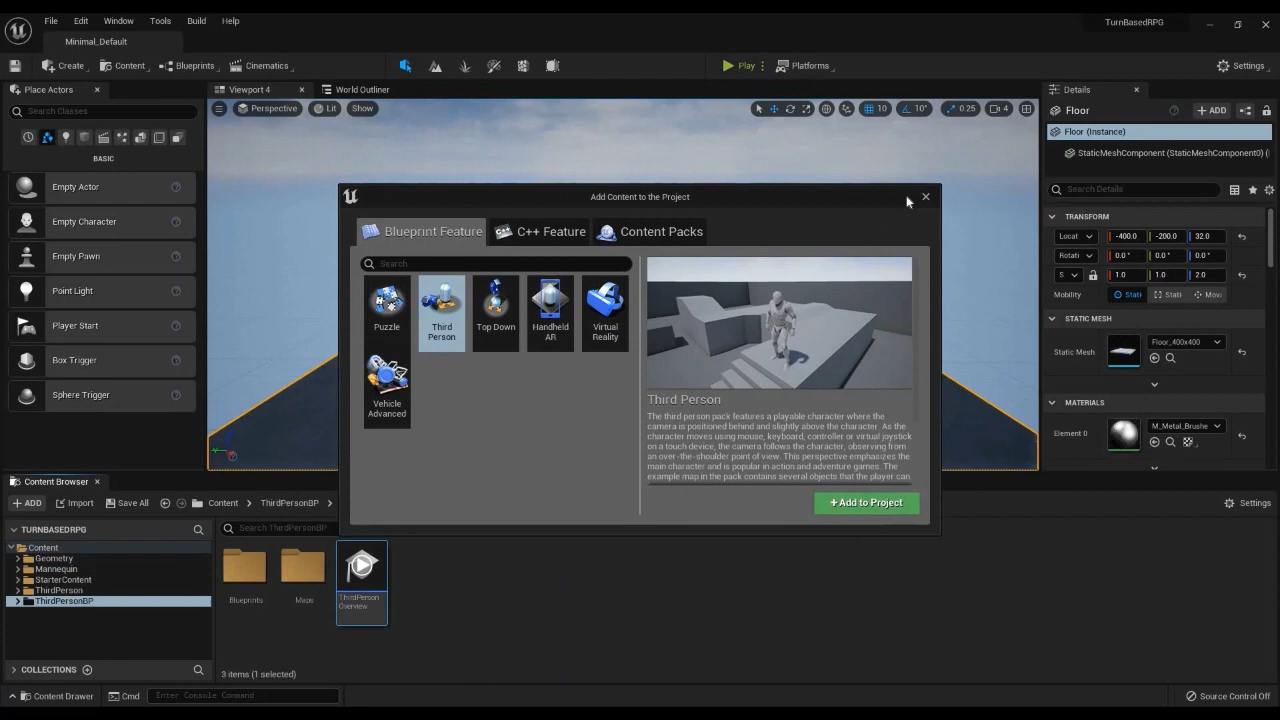 File Edit Window Tools Build Help
TurnBasedRPG
Minimal_Default
Create Content Blueprints Cinematics Play Platforms Settings
Place Actors
Viewport 4
World Outliner
Details
Search Classes
Perspective Lit Show
10 10° 0.25 4
Floor
+ ADD
Floor (Instance)
StaticMeshComponent (StaticMeshComponent0) (
BASIC
Empty Actor
Empty Character
Empty Pawn
Point Light
Player Start
Box Trigger
Sphere Trigger
Search Details
TRANSFORM
Locat -400.0 -200.0 32.0
Rotati 0.0 ° 0.0 ° 0.0 °
S 1.0 1.0 2.0
Mobility Stati Stati Mov
STATIC MESH
Static Mesh Floor_400x400
MATERIALS
Element 0 M_Metal_Brushe
Add Content to the Project
Blueprint Feature C++ Feature Content Packs
Search
Puzzle
Third Person
Top Down
Handheld AR
Virtual Reality
Vehicle Advanced
Third Person
The third person pack features a playable character where the
camera is positioned behind and slightly above the character. As the
character moves using mouse, keyboard, controller or virtual joystick
on a touch device, the camera follows the character, observing from
an over-the-shoulder point of view. This perspective emphasizes the
main character and is popular in action and adventure games. The
example map in the pack contains several objects that the player can
+Add to Project
Content Browser
+ ADD Import Save All Content ThirdPersonBP Settings
TURNBASEDRPG
Search ThirdPersonBP
Content
Geometry
Mannequin
StarterContent
ThirdPerson
ThirdPersonBP
Blueprints
Maps
ThirdPerson
Overview
COLLECTIONS
3 items (1 selected)
Content Drawer Cmd Enter Console Command Source Control Off